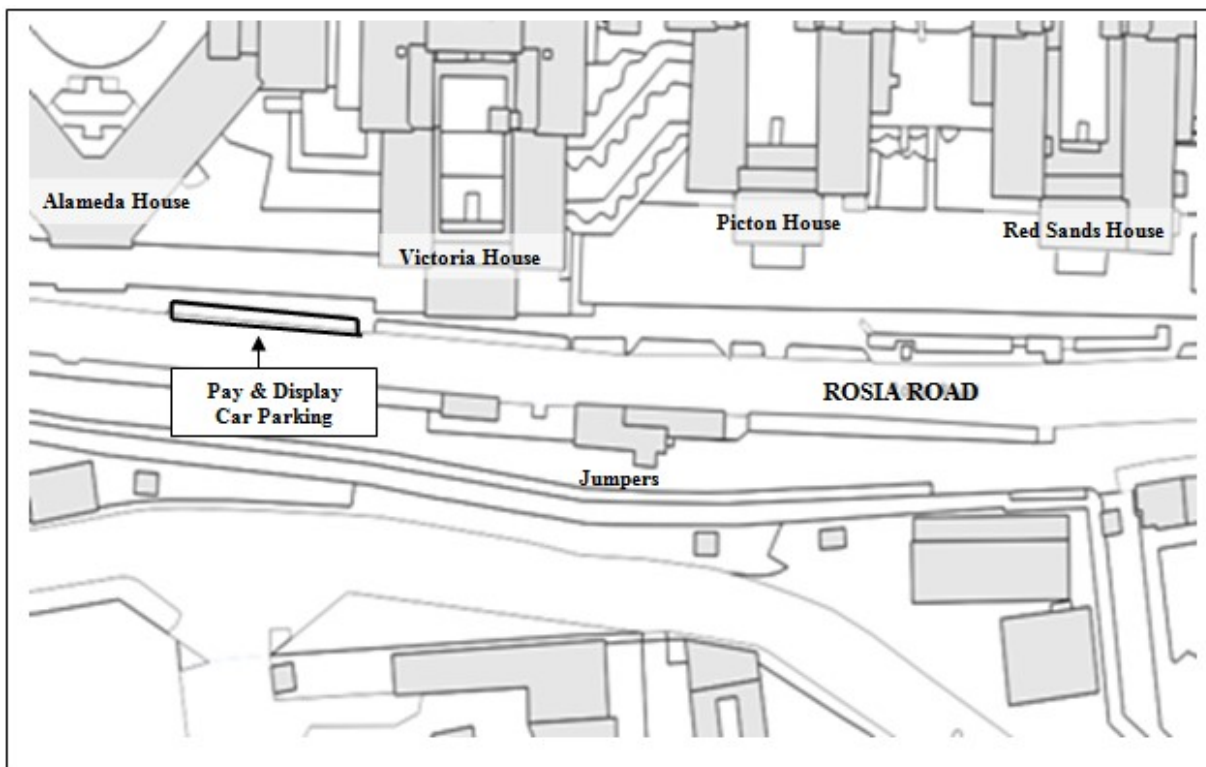 Alameda House
Victoria House
Picton House
Red Sands House
Pay & Display
Car Parking
ROSIA ROAD
Jumpers